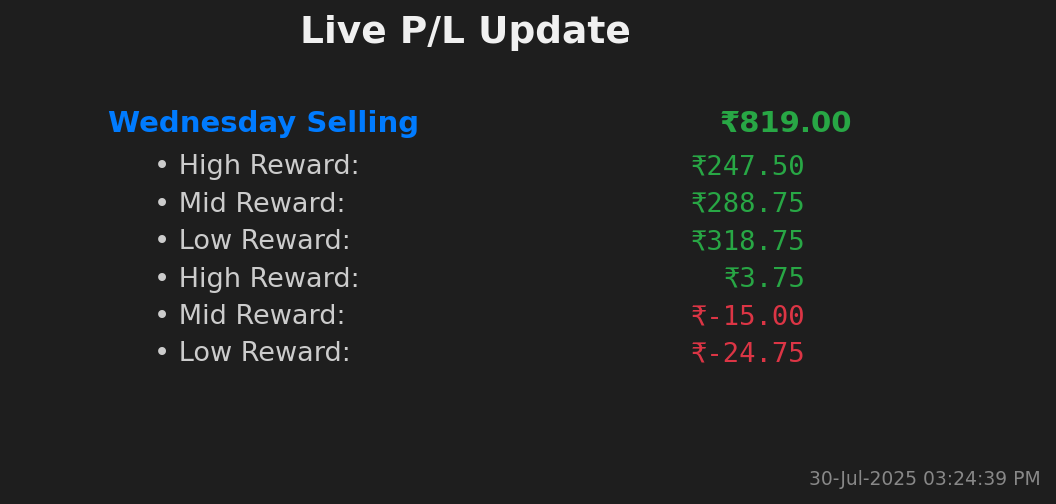 Live P/L Update
Wednesday Selling ₹819.00
• High Reward: ₹247.50
• Mid Reward: ₹288.75
• Low Reward: ₹318.75
• High Reward: ₹3.75
• Mid Reward: ₹-15.00
• Low Reward: ₹-24.75
30-Jul-2025 03:24:39 PM